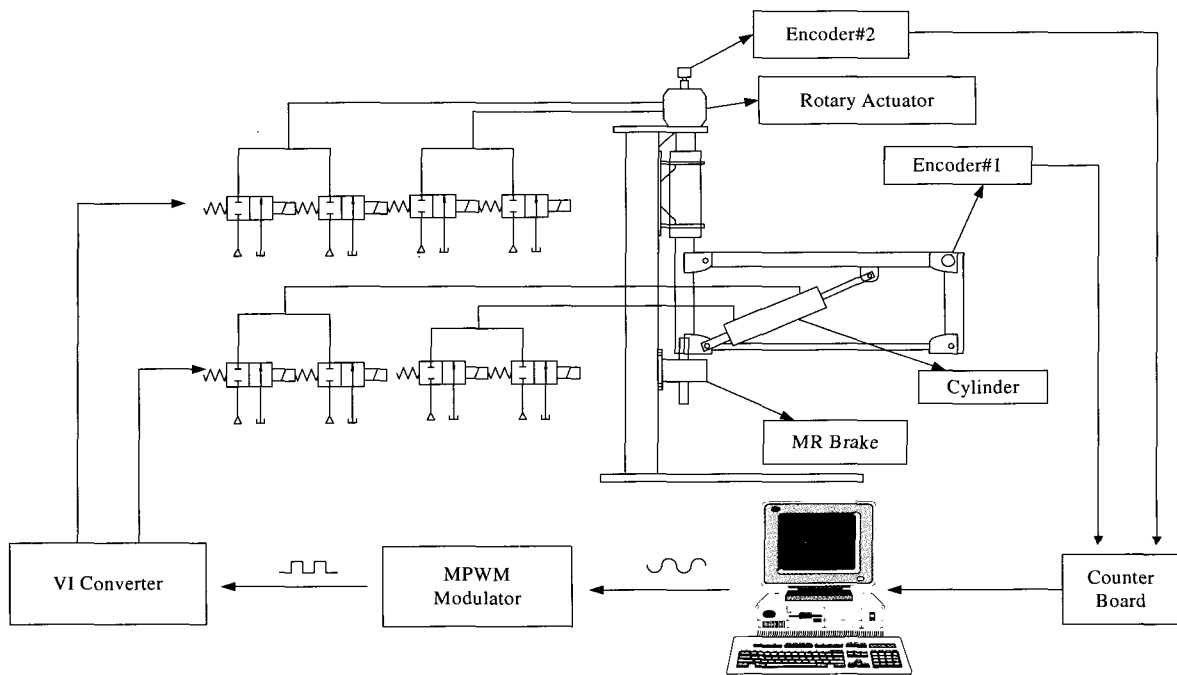 Encoder#2
Rotary Actuator
Encoder#1
Cylinder
MR Brake
VI Converter
MPWM
Modulator
Counter
Board